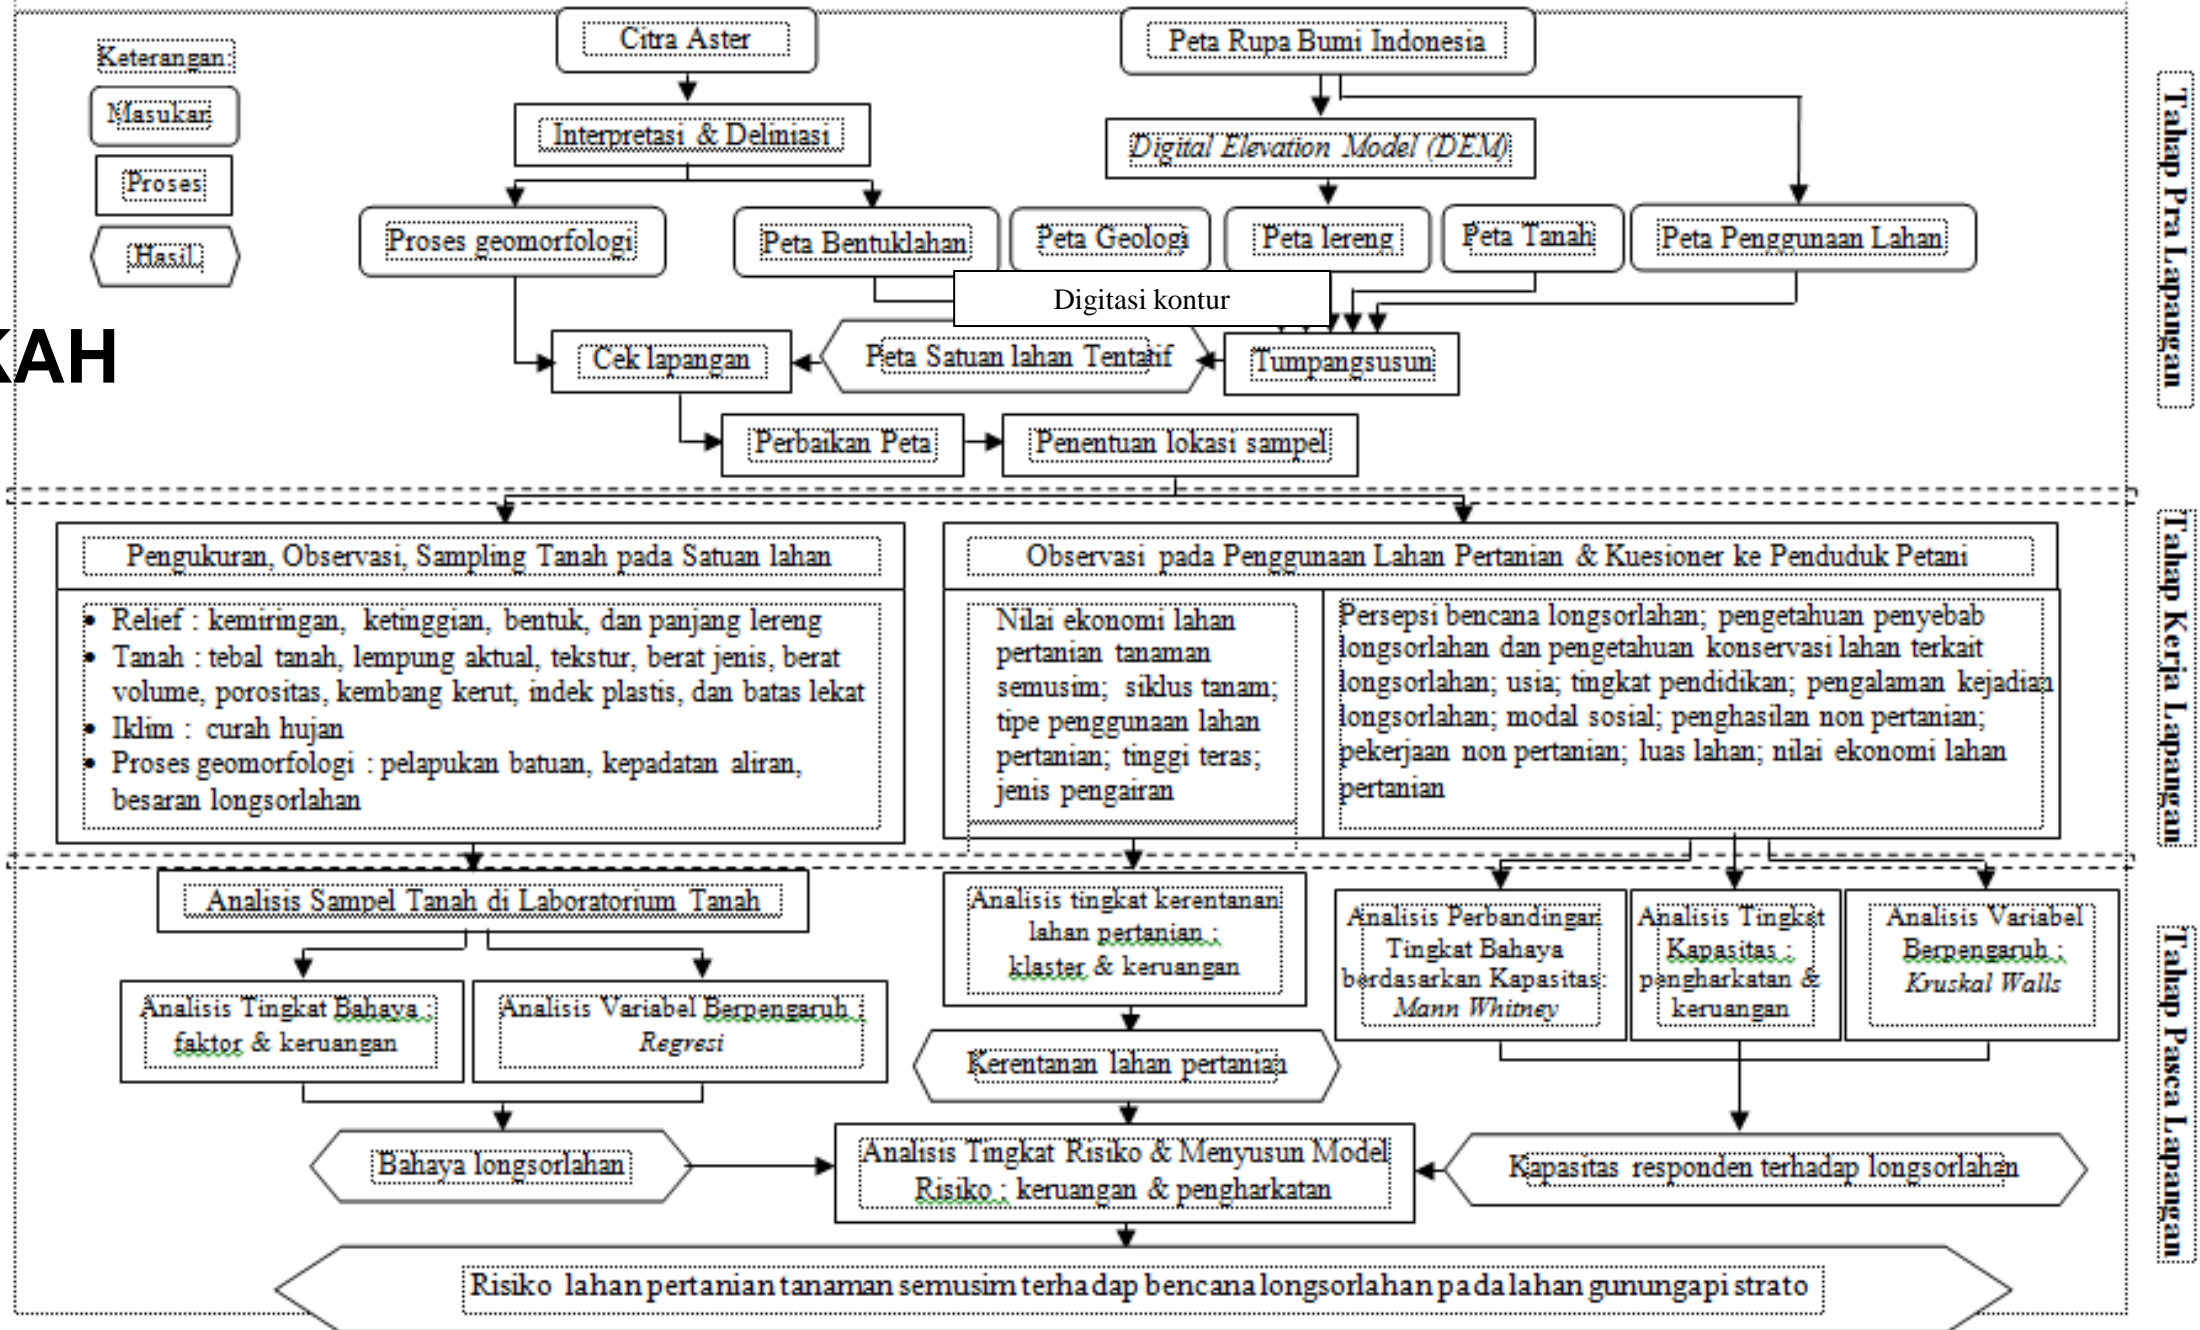 Citra Aster
Peta Rupa Bumi Indonesia
Keterangan:
Masukan
Proses
Hasil
Interpretasi & Deliniasi
Digital Elevation Model (DEM)
Proses geomorfologi
Peta Bentuklahan
Peta Geologi
Peta lereng
Peta Tanah
Peta Penggunaan Lahan
Digitasi kontur
KAH
Cek lapangan
Peta Satuan lahan Tentatif
Tumpangsusun
Perbaikan Peta
Penentuan lokasi sampel
Tahap Pra Lapangan
Pengukuran, Observasi, Sampling Tanah pada Satuan lahan
• Relief : kemiringan, ketinggian, bentuk, dan panjang lereng
• Tanah : tebal tanah, lempung aktual, tekstur, berat jenis, berat
volume, porositas, kembang kerut, indek plastis, dan batas lekat
• Iklim : curah hujan
• Proses geomorfologi : pelapukan batuan, kepadatan aliran,
besaran longsorlahan
Observasi pada Penggunaan Lahan Pertanian & Kuesioner ke Penduduk Petani
Nilai ekonomi lahan
pertanian tanaman
semusim; siklus tanam;
tipe penggunaan lahan
pertanian; tinggi teras;
jenis pengairan
Persepsi bencana longsorlahan; pengetahuan penyebab
longsorlahan dan pengetahuan konservasi lahan terkait
longsorlahan; usia; tingkat pendidikan; pengalaman kejadian
longsorlahan; modal sosial; penghasilan non pertanian;
pekerjaan non pertanian; luas lahan; nilai ekonomi lahan
pertanian
Tahap Kerja Lapangan
Analisis Sampel Tanah di Laboratorium Tanah
Analisis Tingkat Bahaya :
faktor & keruangan
Analisis Variabel Berpengaruh :
Regresi
Analisis tingkat kerentanan
lahan pertanian :
klaster & keruangan
Analisis Perbandingan
Tingkat Bahaya
berdasarkan Kapasitas:
Mann Whitney
Analisis Tingkat
Kapasitas :
pengharkatan &
keruangan
Analisis Variabel
Berpengaruh :
Kruskal Walls
Kerentanan lahan pertanian
Bahaya longsorlahan
Analisis Tingkat Risiko & Menyusun Model
Risiko : keruangan & pengharkatan
Kapasitas responden terhadap longsorlahan
Risiko lahan pertanian tanaman semusim terhadap bencana longsorlahan pada lahan gunungapi strato
Tahap Pasca Lapangan